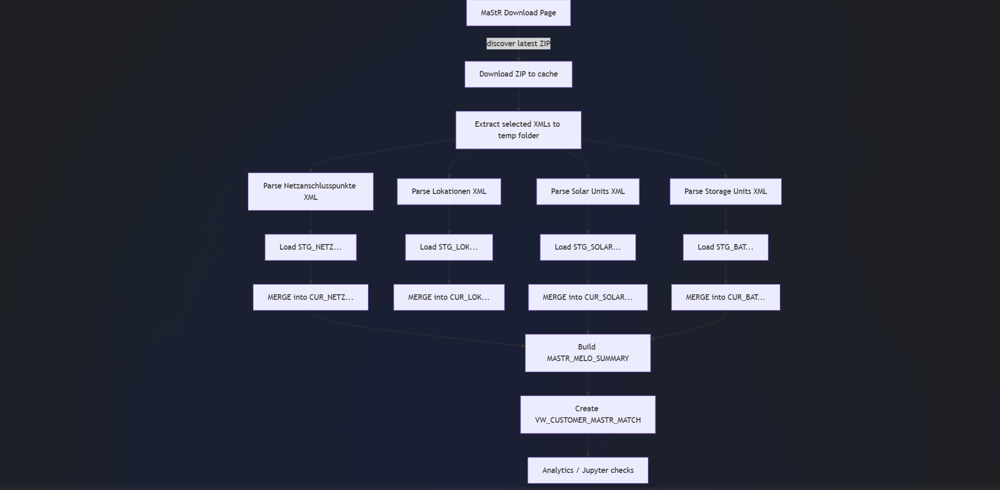 MaStR Download Page
discover latest ZIP
Download ZIP to cache
Extract selected XMLs to
temp folder
Parse Netzanschlusspunkte
XML
Parse Lokationen XML
Parse Solar Units XML
Parse Storage Units XML
Load STG_NETZ...
Load STG_LOK...
Load STG_SOLAR...
Load STG_BAT...
MERGE into CUR_NETZ...
MERGE into CUR_LOK...
MERGE into CUR_SOLAR...
MERGE into CUR_BAT...
Build
MASTR_MELO_SUMMARY
Create
VW_CUSTOMER_MASTR_MATCH
Analytics / Jupyter checks